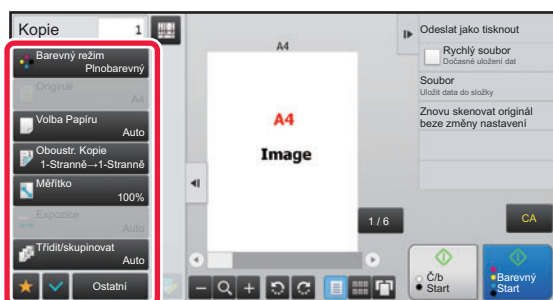 Kopie
1
Barevný režim
Plnobarevný
Originál
A4
Volba Papíru
Auto
Oboustr. Kopie
1-Stranně→1-Stranně
Měřítko
100%
Expozice
Auto
Třídit/skupinovat
Auto
Ostatní
A4
A4
Image
1 / 6
Odeslat jako tisknout
Rychlý soubor
Dočasné uložení dat
Soubor
Uložit data do složky
Znovu skenovat originál
beze změny nastavení
CA
Č/b
Start
Barevný
Start